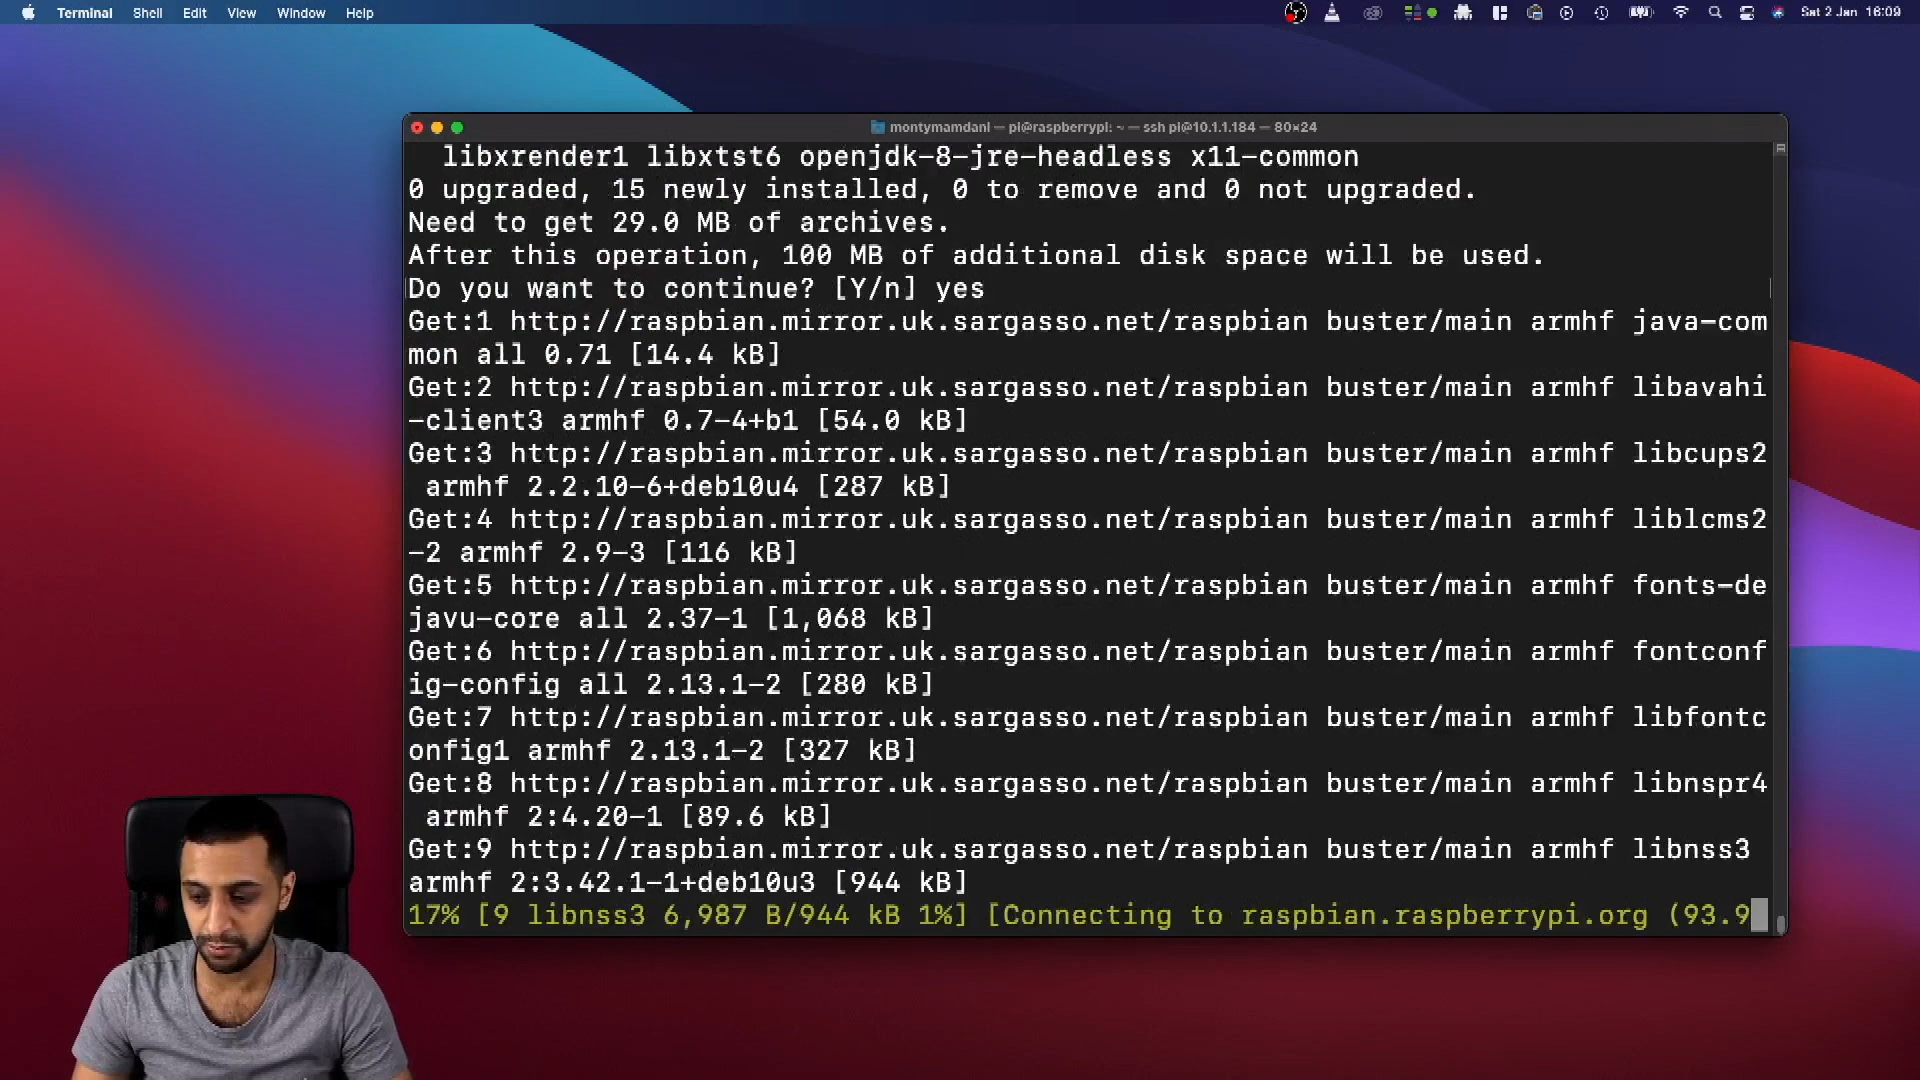 Terminal Shell Edit View Window Help Sat 2 Jan 16:09
montymamdani — pi@raspberrypi: ~ — ssh pi@10.1.1.184 — 80×24
libxrender1 libxtst6 openjdk-8-jre-headless x11-common
0 upgraded, 15 newly installed, 0 to remove and 0 not upgraded.
Need to get 29.0 MB of archives.
After this operation, 100 MB of additional disk space will be used.
Do you want to continue? [Y/n] yes
Get:1 http://raspbian.mirror.uk.sargasso.net/raspbian buster/main armhf java-com
mon all 0.71 [14.4 kB]
Get:2 http://raspbian.mirror.uk.sargasso.net/raspbian buster/main armhf libavahi
-client3 armhf 0.7-4+b1 [54.0 kB]
Get:3 http://raspbian.mirror.uk.sargasso.net/raspbian buster/main armhf libcups2
armhf 2.2.10-6+deb10u4 [287 kB]
Get:4 http://raspbian.mirror.uk.sargasso.net/raspbian buster/main armhf liblcms2
-2 armhf 2.9-3 [116 kB]
Get:5 http://raspbian.mirror.uk.sargasso.net/raspbian buster/main armhf fonts-de
javu-core all 2.37-1 [1,068 kB]
Get:6 http://raspbian.mirror.uk.sargasso.net/raspbian buster/main armhf fontconf
ig-config all 2.13.1-2 [280 kB]
Get:7 http://raspbian.mirror.uk.sargasso.net/raspbian buster/main armhf libfontc
onfig1 armhf 2.13.1-2 [327 kB]
Get:8 http://raspbian.mirror.uk.sargasso.net/raspbian buster/main armhf libnspr4
armhf 2:4.20-1 [89.6 kB]
Get:9 http://raspbian.mirror.uk.sargasso.net/raspbian buster/main armhf libnss3
armhf 2:3.42.1-1+deb10u3 [944 kB]
17% [9 libnss3 6,987 B/944 kB 1%] [Connecting to raspbian.raspberrypi.org (93.9